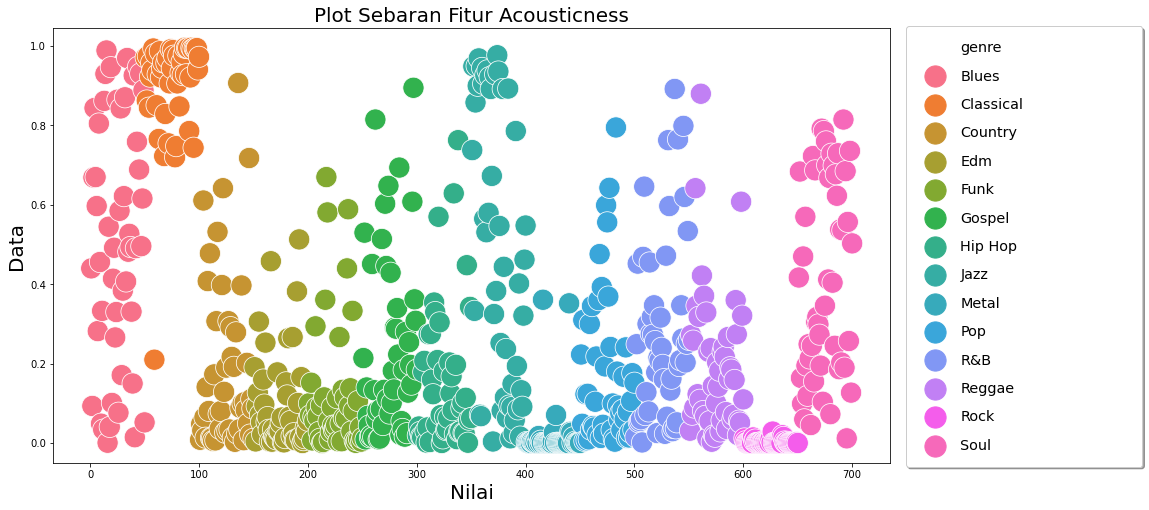 Plot Sebaran Fitur Acousticness
1.0
0.8
0.6
0.4
0.2
0.0
Data
0 100 200 300 400 500 600 700
Nilai
genre
Blues
Classical
Country
Edm
Funk
Gospel
Hip Hop
Jazz
Metal
Pop
R&B
Reggae
Rock
Soul